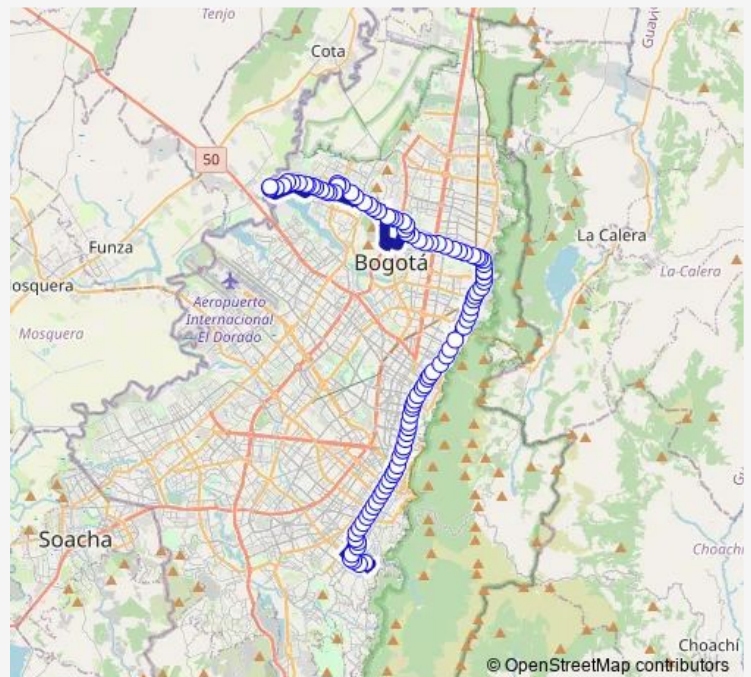 Tenjo
Cota
Guav
50
La Calera
Funza
Bogotá
La-Calera
osquera
Aeropuerto
Internacional
El Dorado
Mosquera
Soacha
Choachí
Choachí
© OpenStreetMap contributors